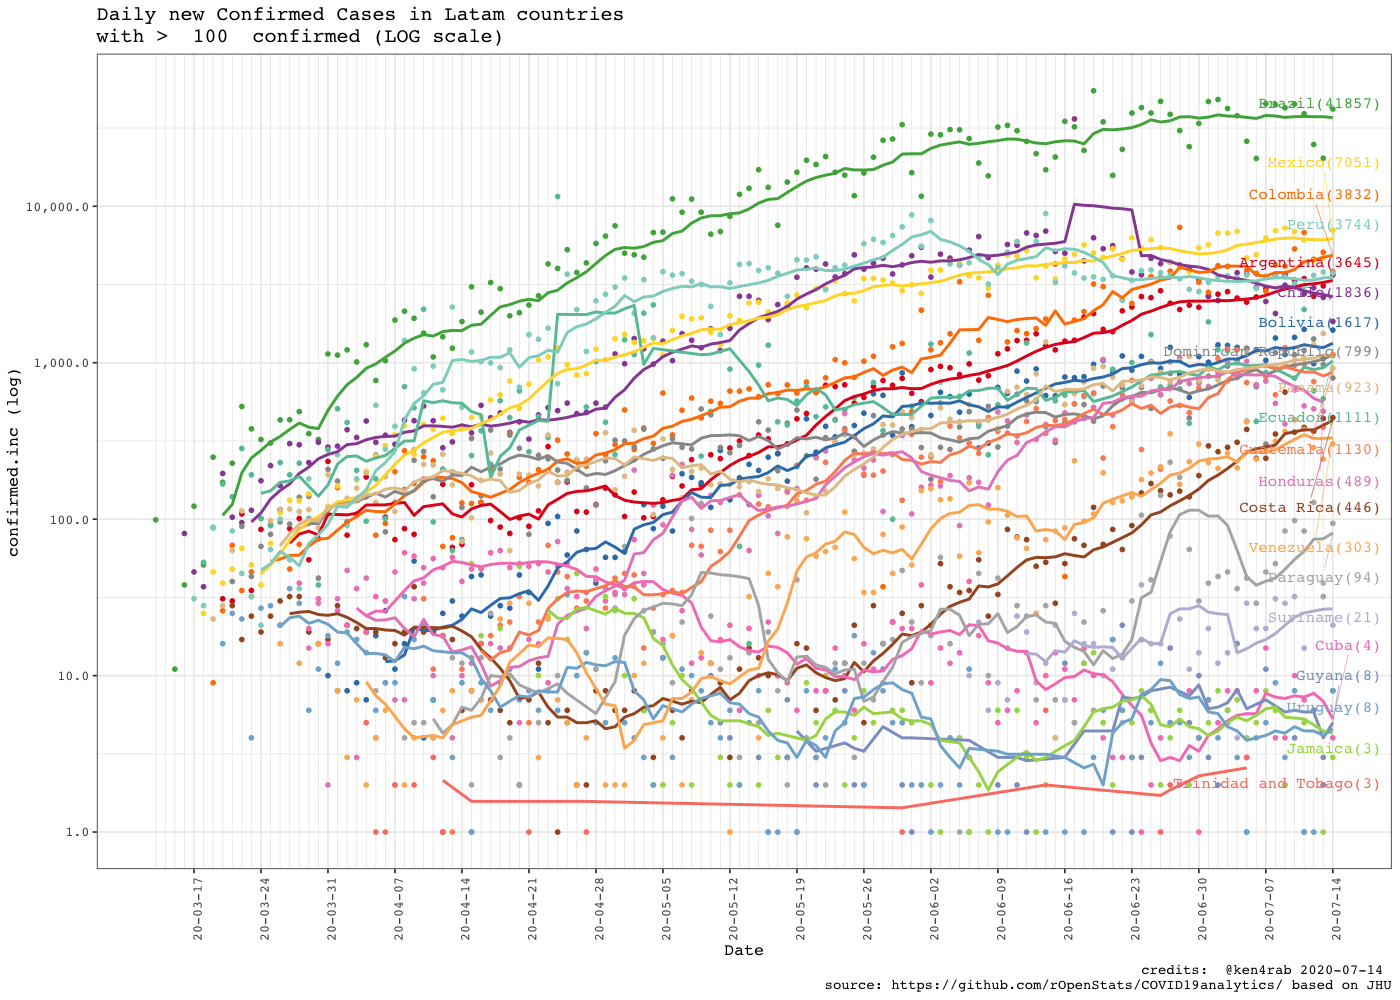 Daily new Confirmed Cases in Latam countries
with >  100  confirmed (LOG scale)
confirmed.inc (log)
10,000.0
1,000.0
100.0
10.0
1.0
Brazil(41857)
Mexico(7051)
Colombia(3832)
Peru(3744)
Argentina(3645)
Chile(1836)
Bolivia(1617)
Dominican Republic(799)
Panama(923)
Ecuador(1111)
Guatemala(1130)
Honduras(489)
Costa Rica(446)
Venezuela(303)
Paraguay(94)
Suriname(21)
Cuba(4)
Guyana(8)
Uruguay(8)
Jamaica(3)
Trinidad and Tobago(3)
20-03-17
20-03-24
20-03-31
20-04-07
20-04-14
20-04-21
20-04-28
20-05-05
20-05-12
20-05-19
20-05-26
20-06-02
20-06-09
20-06-16
20-06-23
20-06-30
20-07-07
20-07-14
Date
credits:  @ken4rab 2020-07-14
source: https://github.com/rOpenStats/COVID19analytics/ based on JHU